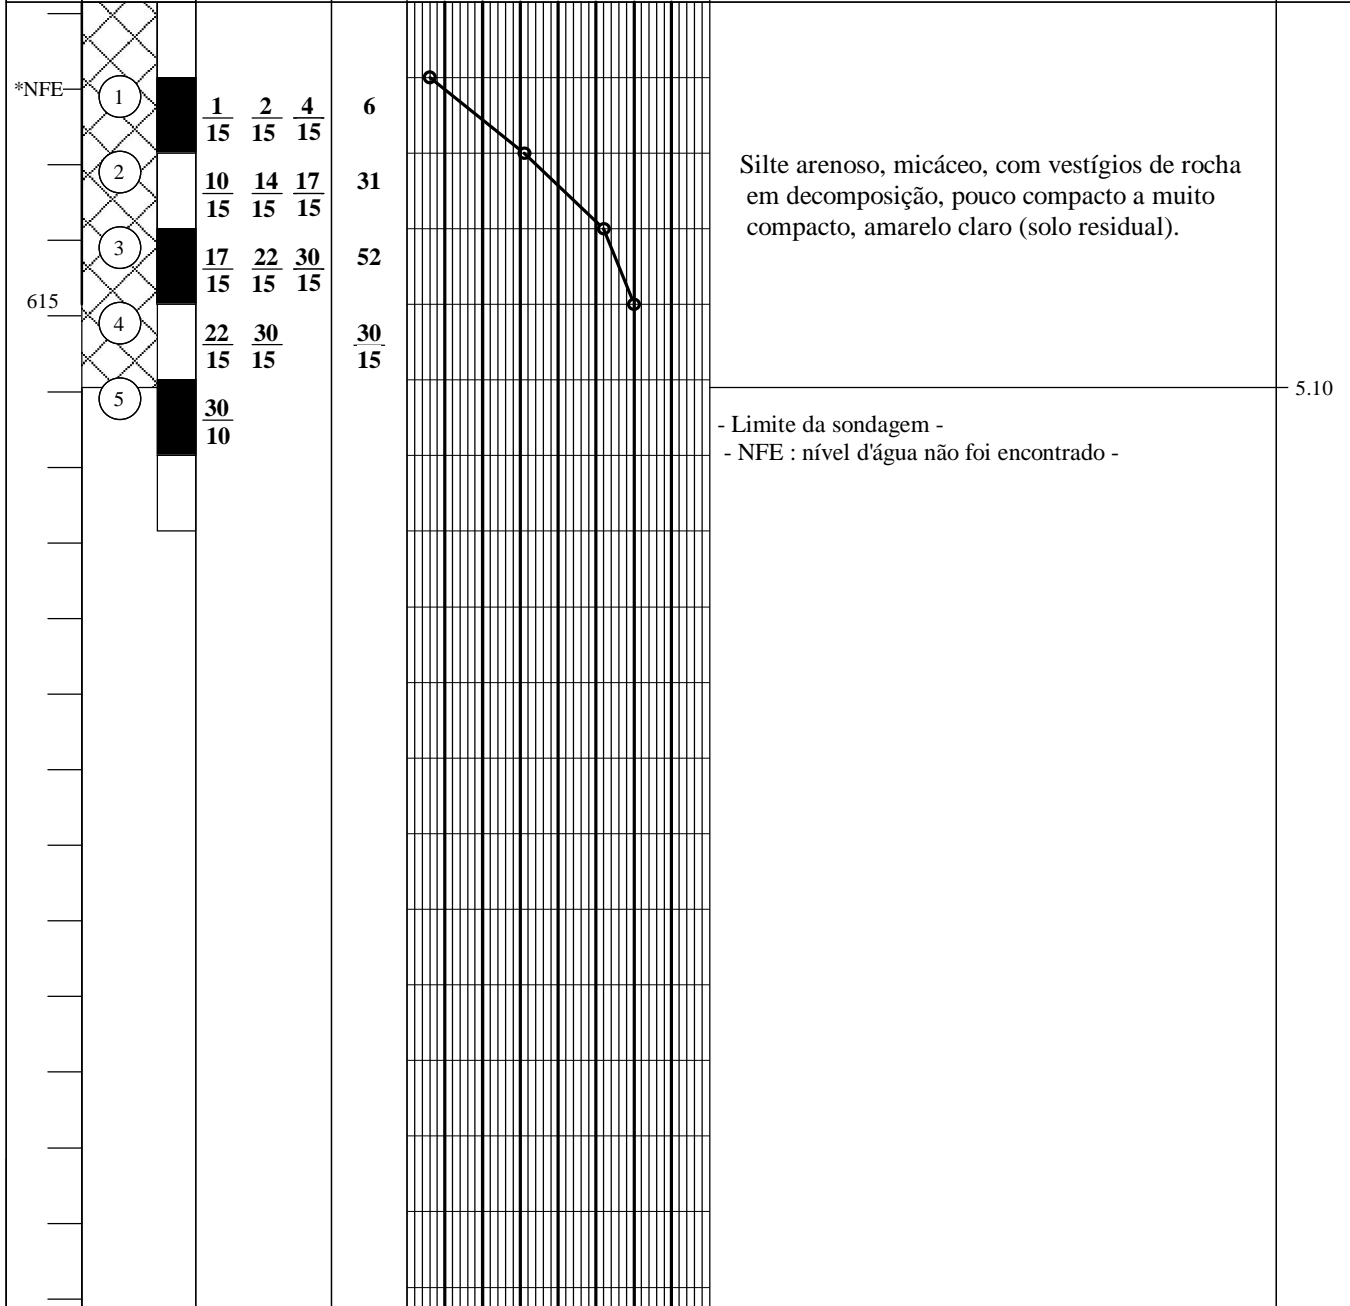 *NFE
1
1 2 4 6
15 15 15
2
10 14 17 31
15 15 15
3
17 22 30 52
15 15 15
615
4
22 30 30
15 15 15
5
30
10
Silte arenoso, micáceo, com vestígios de rocha
em decomposição, pouco compacto a muito
compacto, amarelo claro (solo residual).
5.10
- Limite da sondagem -
- NFE : nível d'água não foi encontrado -